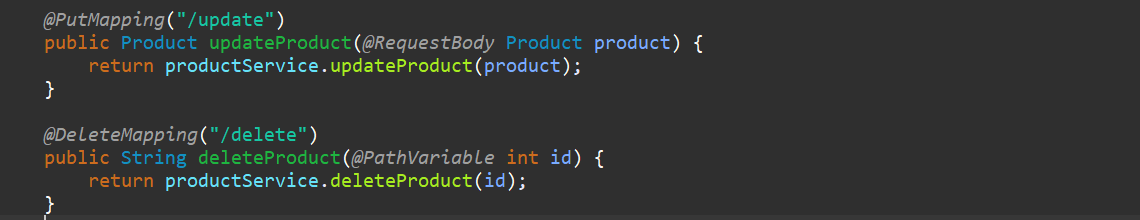 @PutMapping("/update")
public Product updateProduct(@RequestBody Product product) {
return productService.updateProduct(product);
}
@DeleteMapping("/delete")
public String deleteProduct(@PathVariable int id) {
return productService.deleteProduct(id);
}